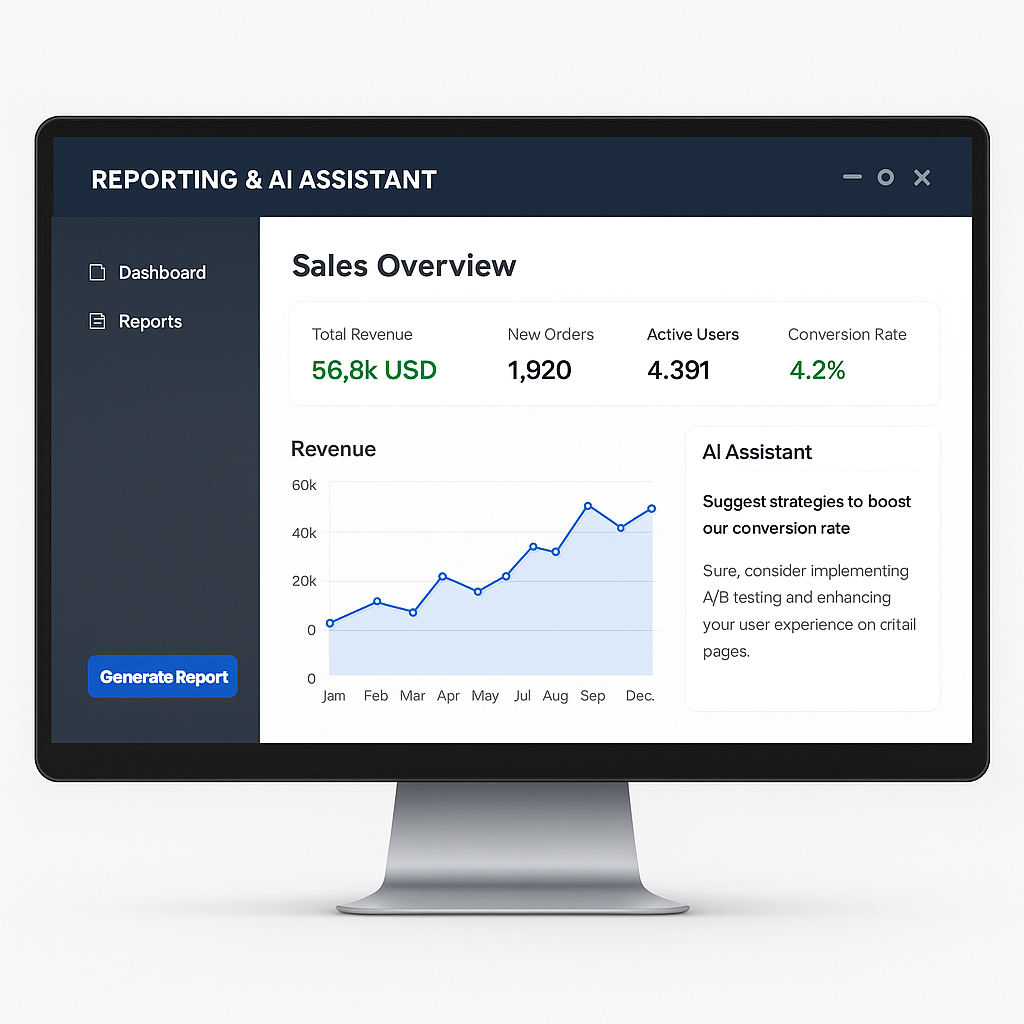 REPORTING & AI ASSISTANT
Dashboard
Reports
Generate Report
Sales Overview
Total Revenue
56,8k USD
New Orders
1,920
Active Users
4.391
Conversion Rate
4.2%
Revenue
60k
40k
20k
0
0
Jam Feb Mar Apr May Jul Aug Sep Dec.
AI Assistant
Suggest strategies to boost
our conversion rate
Sure, consider implementing
A/B testing and enhancing
your user experience on critail
pages.